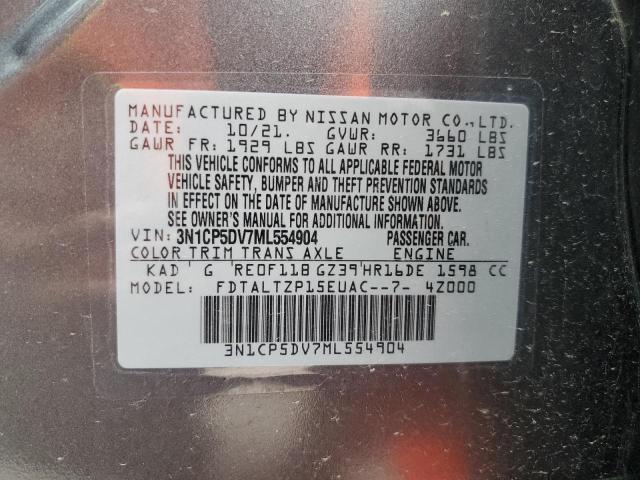 MANUFACTURED BY NISSAN MOTOR CO.,LTD.
DATE: 10/21. GVWR: 3660 LBS
GAWR FR: 1929 LBS GAWR RR: 1731 LBS
THIS VEHICLE CONFORMS TO ALL APPLICABLE FEDERAL MOTOR
VEHICLE SAFETY, BUMPER AND THEFT PREVENTION STANDARDS
IN EFFECT ON THE DATE OF MANUFACTURE SHOWN ABOVE.
SEE OWNER'S MANUAL FOR ADDITIONAL INFORMATION.
VIN: 3N1CP5DV7ML554904 PASSENGER CAR.
COLOR TRIM TRANS AXLE ENGINE
KAD G RE0F11B GZ39 HR16DE 1598 CC
MODEL: FDTALTZP15EUAC--7- 4Z000
3N1CP5DV7ML554904